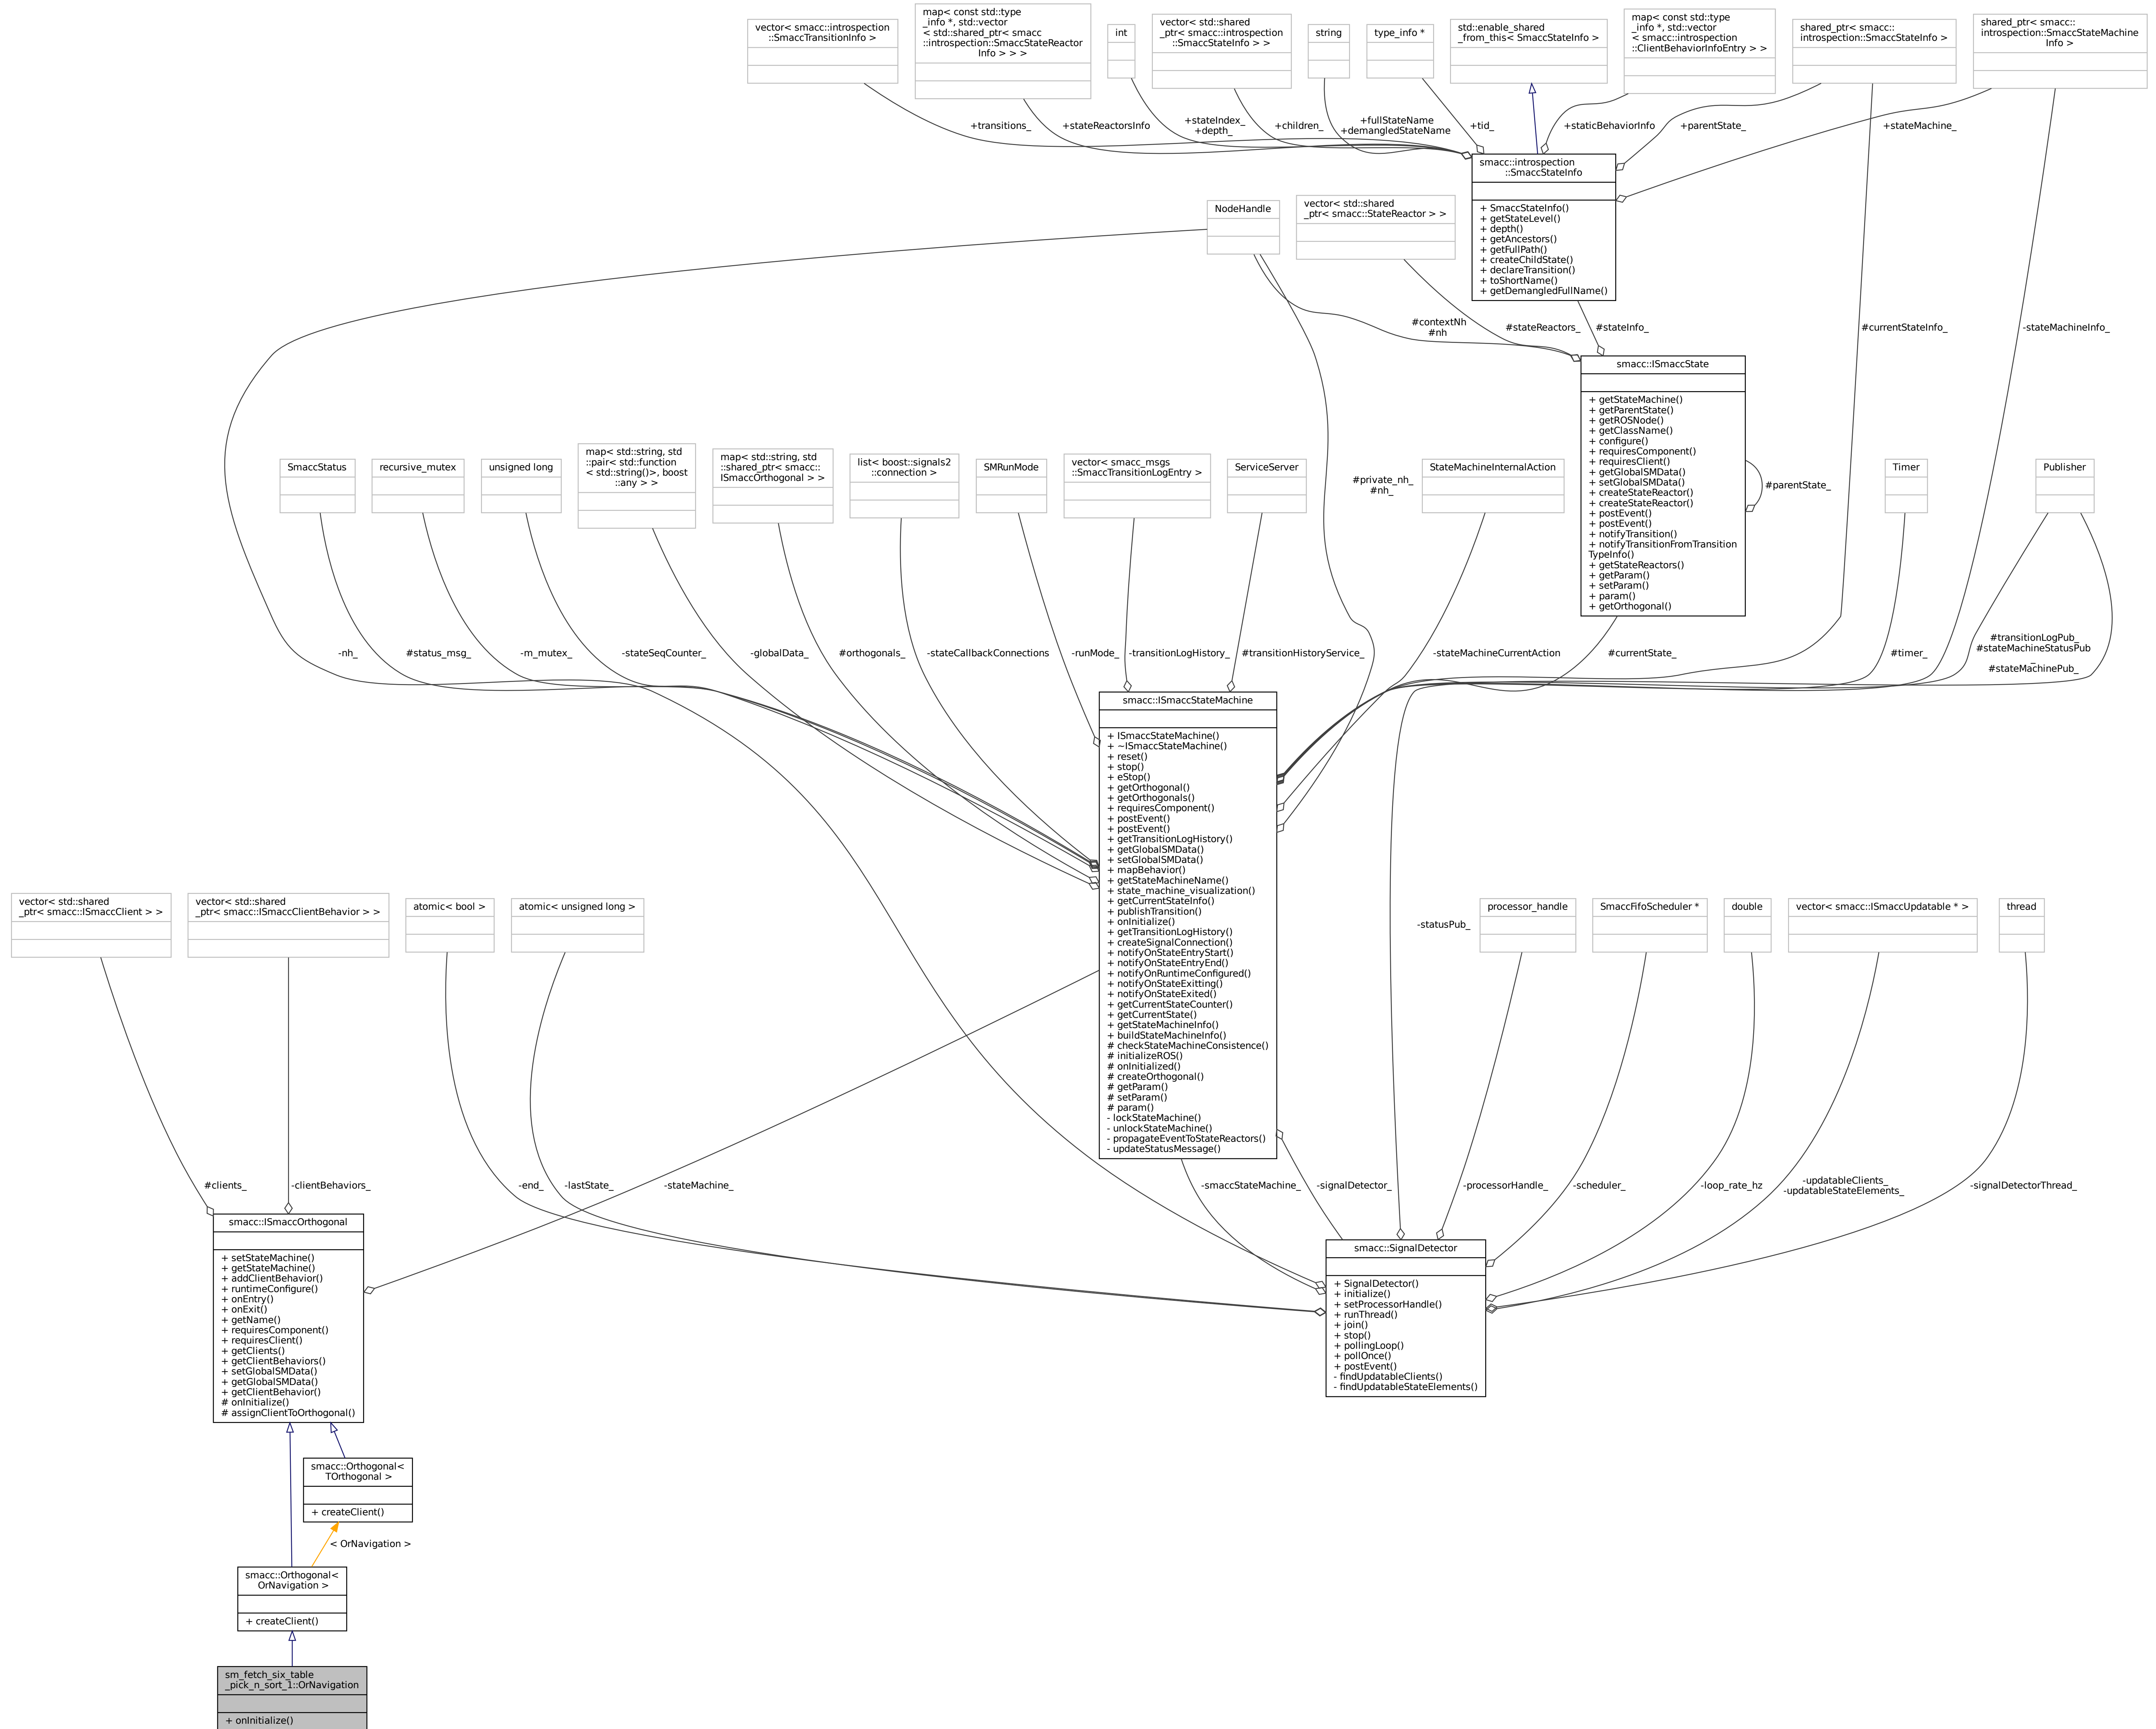 vector< smacc::introspection
::SmaccTransitionInfo >
map< const std::type
_info *, std::vector
< std::shared_ptr< smacc
::introspection::SmaccStateReactor
Info > > >
int
vector< std::shared
_ptr< smacc::introspection
::SmaccStateInfo > >
string
type_info *
std::enable_shared
_from_this< SmaccStateInfo >
map< const std::type
_info *, std::vector
< smacc::introspection
::ClientBehaviorInfoEntry > >
shared_ptr< smacc::
introspection::SmaccStateInfo >
shared_ptr< smacc::
introspection::SmaccStateMachine
Info >
+transitions_
+stateReactorsInfo
+stateIndex_
+depth_
+children_
+fullStateName
+demangledStateName
+tid_
+staticBehaviorInfo
+parentState_
+stateMachine_
smacc::introspection
::SmaccStateInfo
+ SmaccStateInfo()
+ getStateLevel()
+ depth()
+ getAncestors()
+ getFullPath()
+ createChildState()
+ declareTransition()
+ toShortName()
+ getDemangledFullName()
NodeHandle
vector< std::shared
_ptr< smacc::StateReactor > >
#contextNh
#nh
#stateReactors_
#stateInfo_
#currentStateInfo_
-stateMachineInfo_
smacc::ISmaccState
+ getStateMachine()
+ getParentState()
+ getROSNode()
+ getClassName()
+ configure()
+ requiresComponent()
+ requiresClient()
+ getGlobalSMData()
+ setGlobalSMData()
+ createStateReactor()
+ createStateReactor()
+ postEvent()
+ postEvent()
+ notifyTransition()
+ notifyTransitionFromTransition
TypeInfo()
+ getStateReactors()
+ getParam()
+ setParam()
+ param()
+ getOrthogonal()
#parentState_
SmaccStatus
recursive_mutex
unsigned long
map< std::string, std
::pair< std::function
< std::string()>, boost
::any > >
map< std::string, std
::shared_ptr< smacc::
ISmaccOrthogonal > >
list< boost::signals2
::connection >
SMRunMode
vector< smacc_msgs
::SmaccTransitionLogEntry >
ServiceServer
#private_nh_
#nh_
StateMachineInternalAction
Timer
Publisher
-nh_
#status_msg_
-m_mutex_
-stateSeqCounter_
-globalData_
#orthogonals_
-stateCallbackConnections
-runMode_
-transitionLogHistory_
#transitionHistoryService_
-stateMachineCurrentAction
#currentState_
#timer_
#transitionLogPub_
#stateMachineStatusPub
_
#stateMachinePub_
smacc::ISmaccStateMachine
+ ISmaccStateMachine()
+ ~ISmaccStateMachine()
+ reset()
+ stop()
+ eStop()
+ getOrthogonal()
+ getOrthogonals()
+ requiresComponent()
+ postEvent()
+ postEvent()
+ getTransitionLogHistory()
+ getGlobalSMData()
+ setGlobalSMData()
+ mapBehavior()
+ getStateMachineName()
+ state_machine_visualization()
+ getCurrentStateInfo()
+ publishTransition()
+ onInitialize()
+ getTransitionLogHistory()
+ createSignalConnection()
+ notifyOnStateEntryStart()
+ notifyOnStateEntryEnd()
+ notifyOnRuntimeConfigured()
+ notifyOnStateExitting()
+ notifyOnStateExited()
+ getCurrentStateCounter()
+ getCurrentState()
+ getStateMachineInfo()
+ buildStateMachineInfo()
# checkStateMachineConsistence()
# initializeROS()
# onInitialized()
# createOrthogonal()
# getParam()
# setParam()
# param()
- lockStateMachine()
- unlockStateMachine()
- propagateEventToStateReactors()
- updateStatusMessage()
vector< std::shared
_ptr< smacc::ISmaccClient > >
vector< std::shared
_ptr< smacc::ISmaccClientBehavior > >
atomic< bool >
atomic< unsigned long >
-statusPub_
processor_handle
SmaccFifoScheduler *
double
vector< smacc::ISmaccUpdatable * >
thread
#clients_
-clientBehaviors_
-end_
-lastState_
-stateMachine_
-smaccStateMachine_
-signalDetector_
-processorHandle_
-scheduler_
-loop_rate_hz
-updatableClients_
-updatableStateElements_
-signalDetectorThread_
smacc::ISmaccOrthogonal
+ setStateMachine()
+ getStateMachine()
+ addClientBehavior()
+ runtimeConfigure()
+ onEntry()
+ onExit()
+ getName()
+ requiresComponent()
+ requiresClient()
+ getClients()
+ getClientBehaviors()
+ setGlobalSMData()
+ getGlobalSMData()
+ getClientBehavior()
# onInitialize()
# assignClientToOrthogonal()
smacc::SignalDetector
+ SignalDetector()
+ initialize()
+ setProcessorHandle()
+ runThread()
+ join()
+ stop()
+ pollingLoop()
+ pollOnce()
+ postEvent()
- findUpdatableClients()
- findUpdatableStateElements()
smacc::Orthogonal<
TOrthogonal >
+ createClient()
< OrNavigation >
smacc::Orthogonal<
OrNavigation >
+ createClient()
sm_fetch_six_table
_pick_n_sort_1::OrNavigation
+ onInitialize()